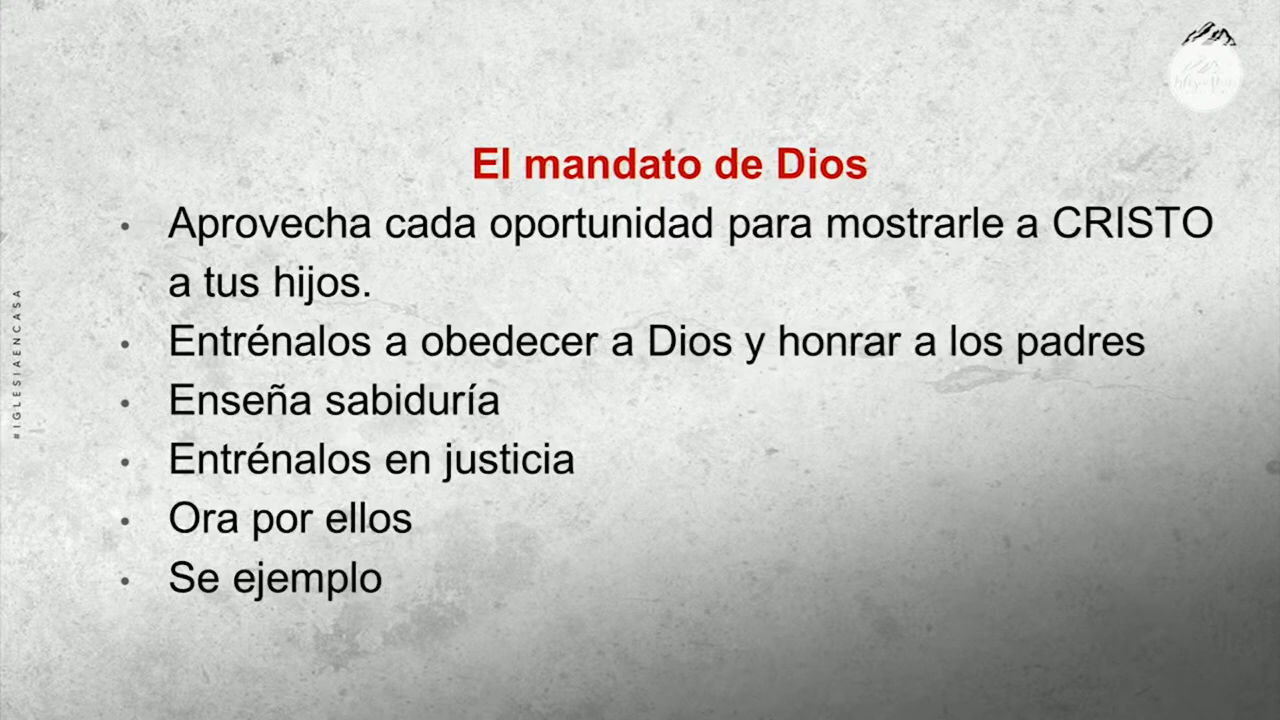 El mandato de Dios
• Aprovecha cada oportunidad para mostrarle a CRISTO
a tus hijos.
• Entrénalos a obedecer a Dios y honrar a los padres
• Enseña sabiduría
• Entrénalos en justicia
• Ora por ellos
• Se ejemplo
#IGLESIAENCASA